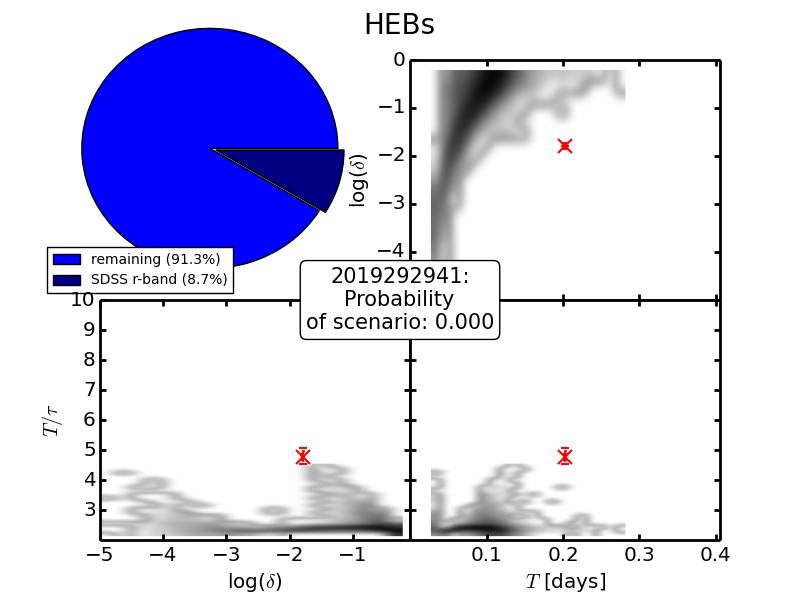 HEBs
remaining (91.3%)
SDSS r-band (8.7%)
log(δ)
0
−1
−2
−3
−4
2019292941:
Probability
of scenario: 0.000
T/τ
10
9
8
7
6
5
4
3
−5 −4 −3 −2 −1
log(δ)
0.1 0.2 0.3 0.4
T [days]